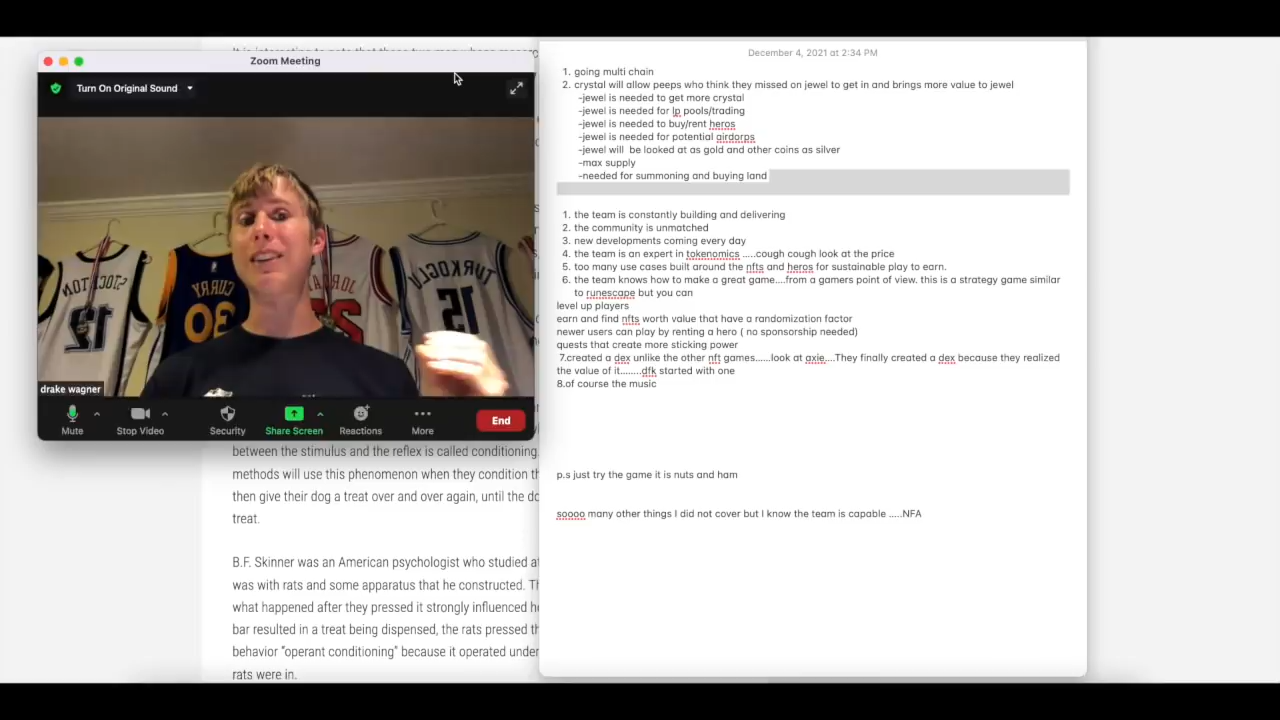 It is interesting to note that these two men whose
Zoom Meeting
Turn On Original Sound
STOCKTON
12
CURRY
30
TURKOGLU
15
drake wagner
Mute
Stop Video
Security
Share Screen
Reactions
More
End
between the stimulus and the reflex is called conditioning.
methods will use this phenomenon when they condition th
then give their dog a treat over and over again, until the do
treat.
B.F. Skinner was an American psychologist who studied at
was with rats and some apparatus that he constructed. Th
what happened after they pressed it strongly influenced he
bar resulted in a treat being dispensed, the rats pressed th
behavior “operant conditioning” because it operated under
rats were in.
December 4, 2021 at 2:34 PM
1. going multi chain
2. crystal will allow peeps who think they missed on jewel to get in and brings more value to jewel
-jewel is needed to get more crystal
-jewel is needed for lp pools/trading
-jewel is needed to buy/rent heros
-jewel is needed for potential airdorps
-jewel will be looked at as gold and other coins as silver
-max supply
-needed for summoning and buying land
1. the team is constantly building and delivering
2. the community is unmatched
3. new developments coming every day
4. the team is an expert in tokenomics .....cough cough look at the price
5. too many use cases built around the nfts and heros for sustainable play to earn.
6. the team knows how to make a great game....from a gamers point of view. this is a strategy game similar
to runescape but you can
level up players
earn and find nfts worth value that have a randomization factor
newer users can play by renting a hero ( no sponsorship needed)
quests that create more sticking power
7.created a dex unlike the other nft games......look at axie....They finally created a dex because they realized
the value of it........dfk started with one
8.of course the music
p.s just try the game it is nuts and ham
soooo many other things I did not cover but I know the team is capable .....NFA